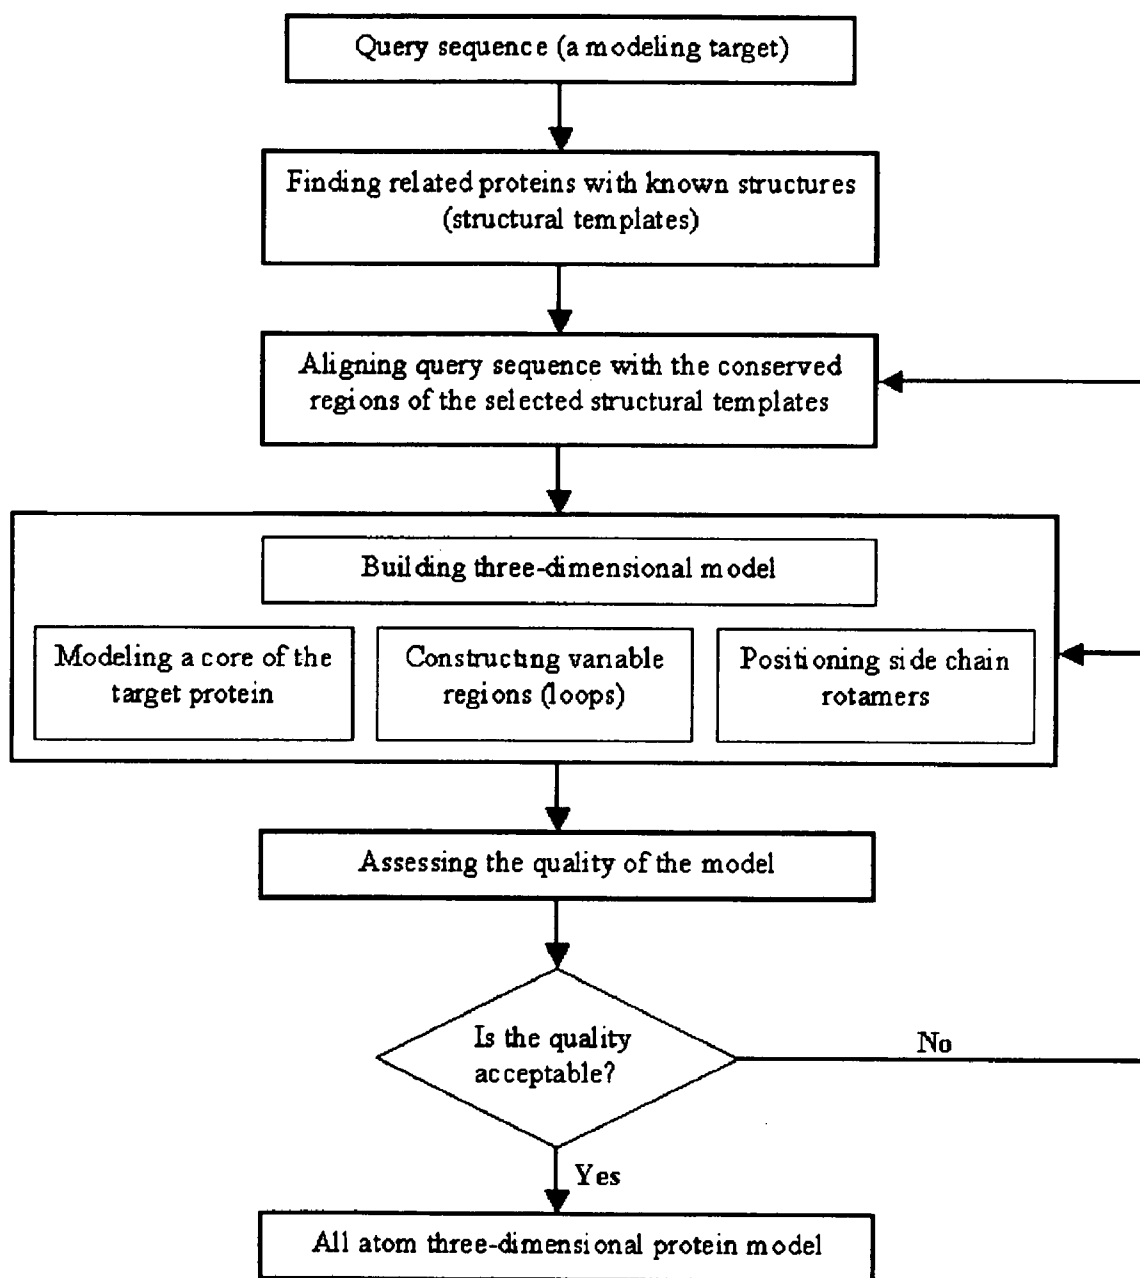 Query sequence (a modeling target)
Finding related proteins with known structures
(structural templates)
Aligning query sequence with the conserved
regions of the selected structural templates
Building three-dimensional model
Modeling a core of the
target protein
Constructing variable
regions (loops)
Positioning side chain
rotamers
Assessing the quality of the model
Is the quality
acceptable?
No
Yes
All atom three-dimensional protein model